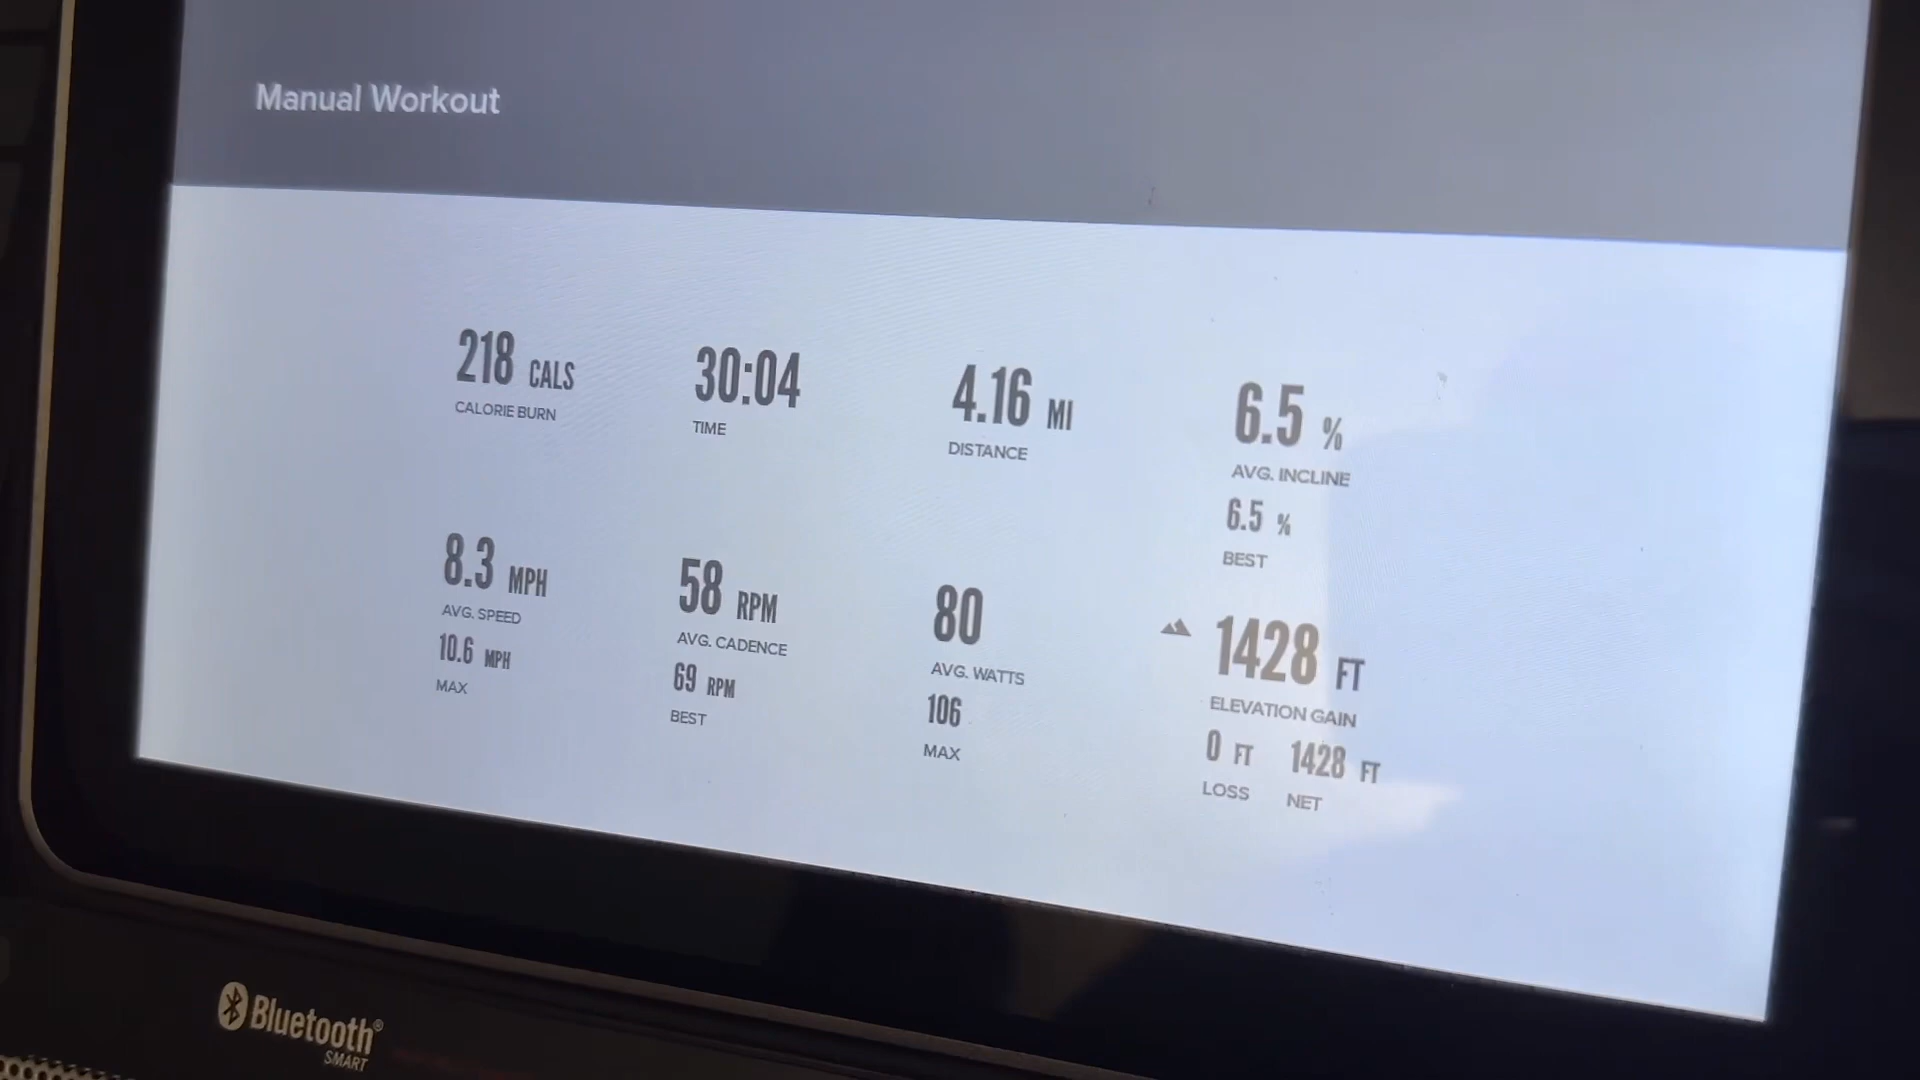 Manual Workout
218 CALS
CALORIE BURN
30:04
TIME
4.16 MI
DISTANCE
6.5 %
AVG. INCLINE
6.5 %
BEST
8.3 MPH
AVG. SPEED
10.6 MPH
MAX
58 RPM
AVG. CADENCE
69 RPM
BEST
80
AVG. WATTS
106
MAX
1428 FT
ELEVATION GAIN
0 FT
LOSS
1428 FT
NET
Bluetooth®
SMART